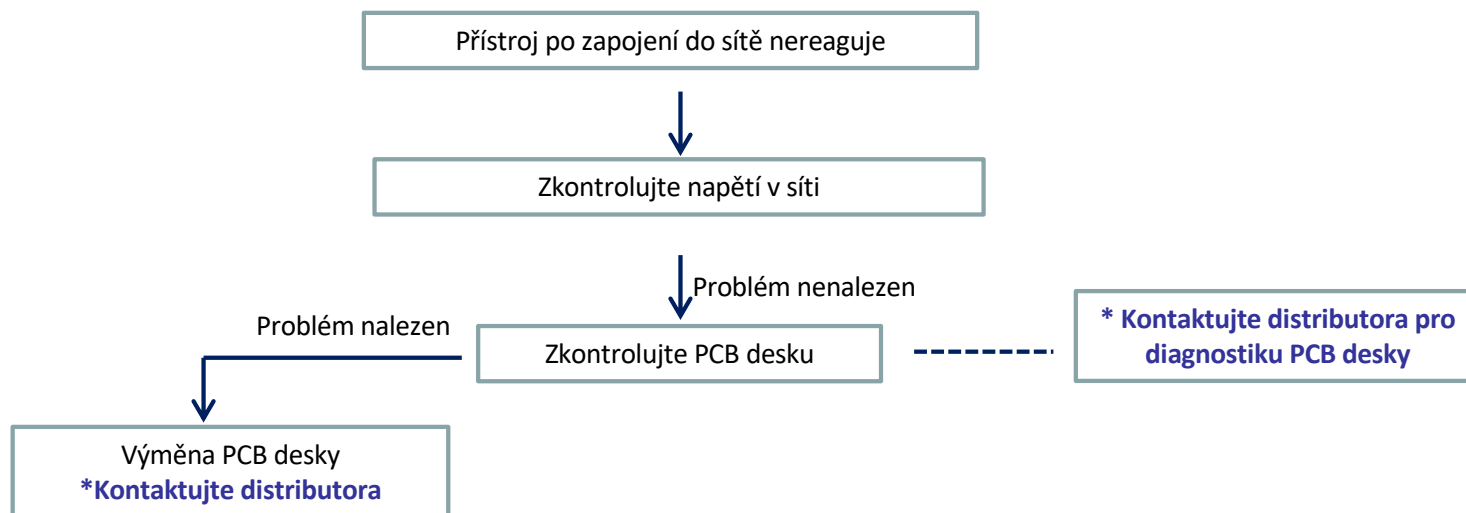 Přístroj po zapojení do sítě nereaguje
Zkontrolujte napětí v síti
Problém nenalezen
Problém nalezen
Zkontrolujte PCB desku
* Kontaktujte distributora pro
diagnostiku PCB desky
Výměna PCB desky
*Kontaktujte distributora